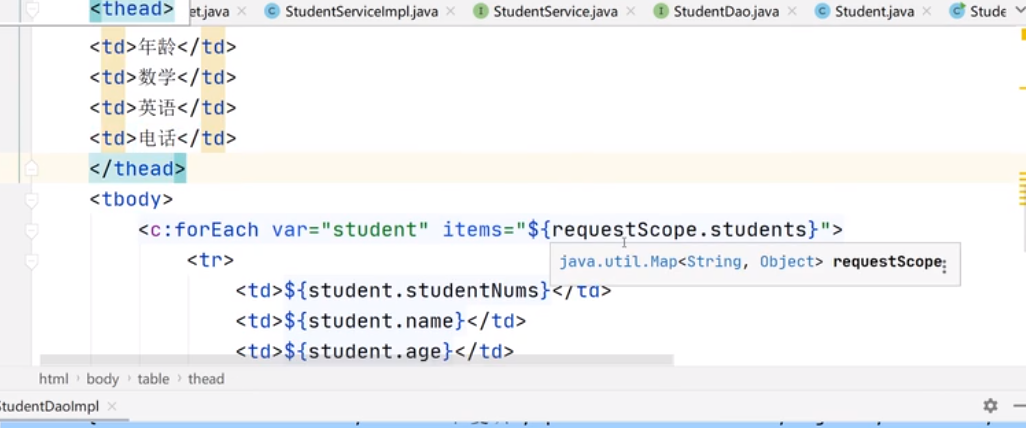 <thead>
et.java StudentServiceImpl.java StudentService.java StudentDao.java Student.java Stude
<td>年龄</td>
<td>数学</td>
<td>英语</td>
<td>电话</td>
</thead>
<tbody>
<c:forEach var="student" items="${requestScope.students}">
java.util.Map<String, Object> requestScope
<tr>
<td>${student.studentNums}</td>
<td>${student.name}</td>
<td>${student.age}</td>
html › body › table › thead
StudentDaoImpl